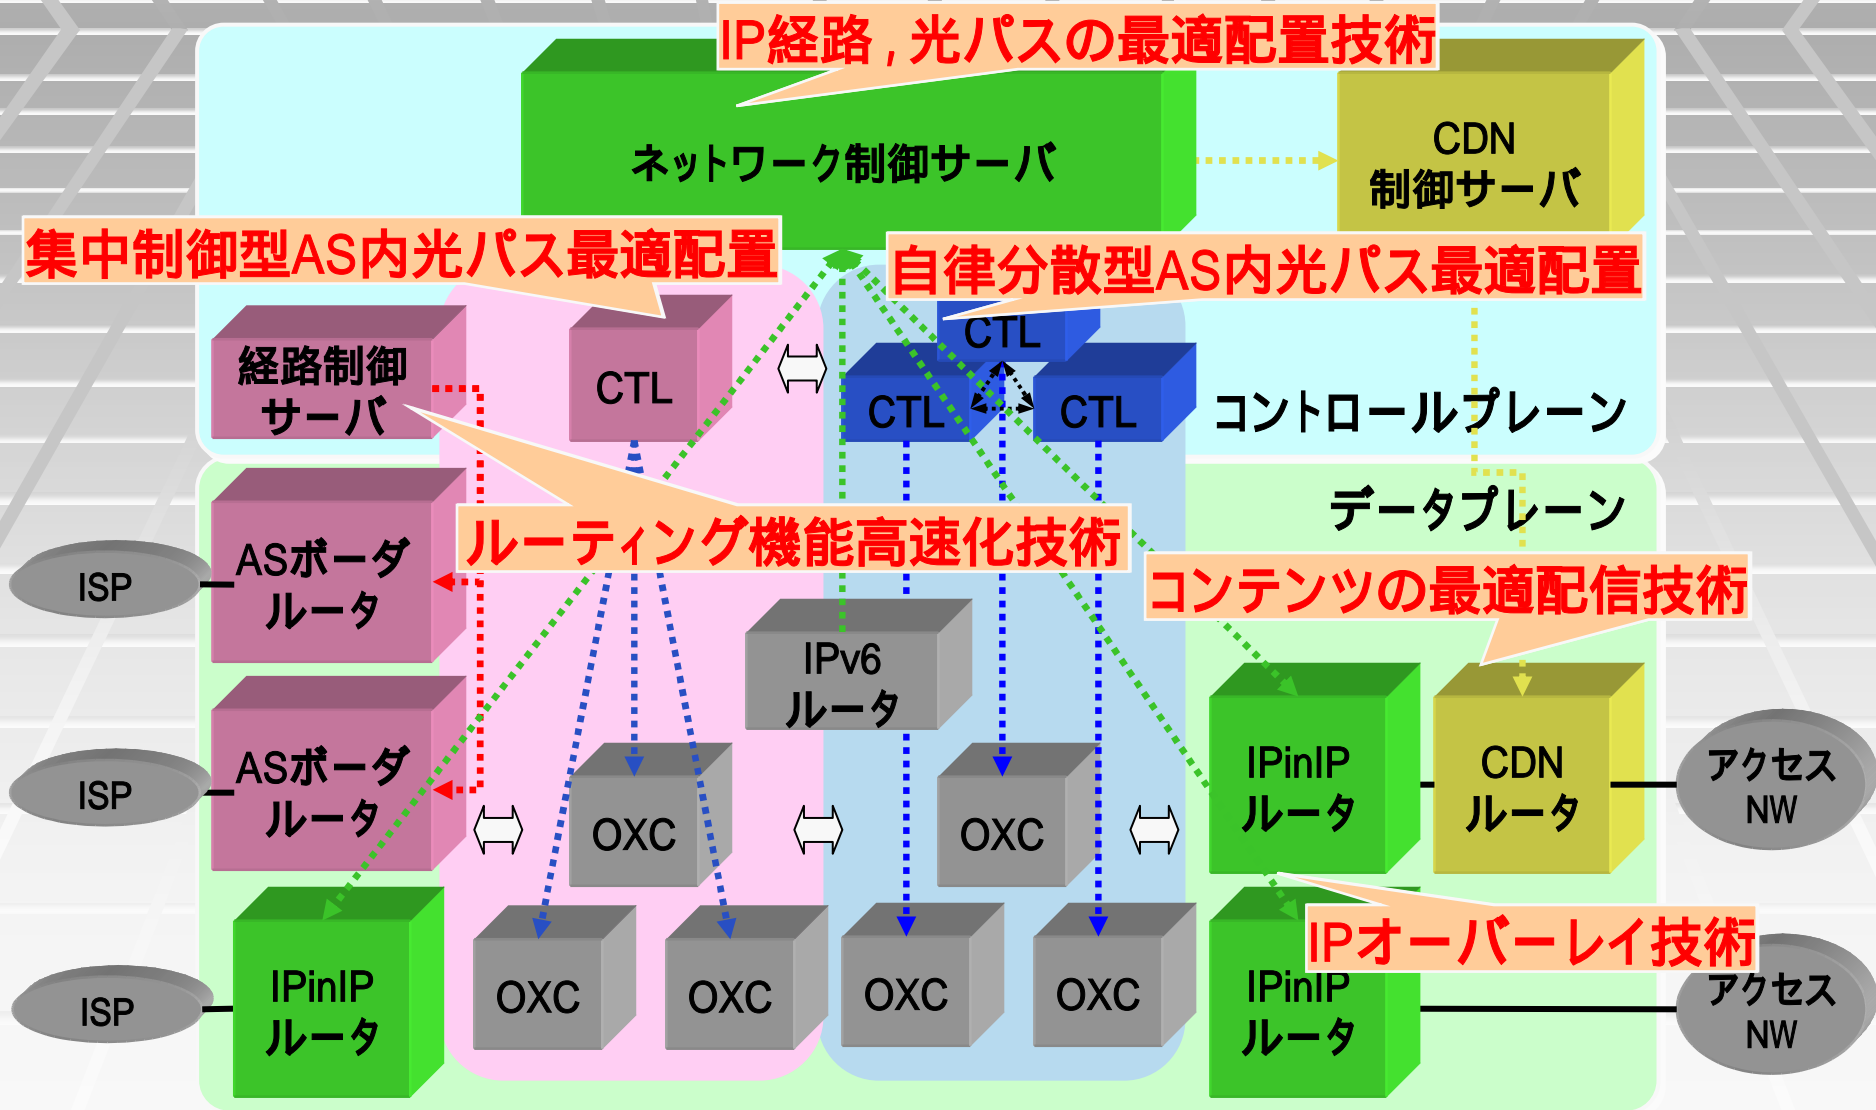 IP経路 , 光パスの最適配置技術
ネットワーク制御サーバ
CDN
制御サーバ
集中制御型AS内光パス最適配置
自律分散型AS内光パス最適配置
経路制御
サーバ
CTL
CTL
CTL
CTL
コントロールプレーン
データプレーン
ルーティング機能高速化技術
コンテンツの最適配信技術
ISP
ASボーダ
ルータ
IPv6
ルータ
ISP
ASボーダ
ルータ
OXC
OXC
IPinIP
ルータ
CDN
ルータ
アクセス
NW
IPオーバーレイ技術
ISP
IPinIP
ルータ
OXC
OXC
OXC
OXC
IPinIP
ルータ
アクセス
NW